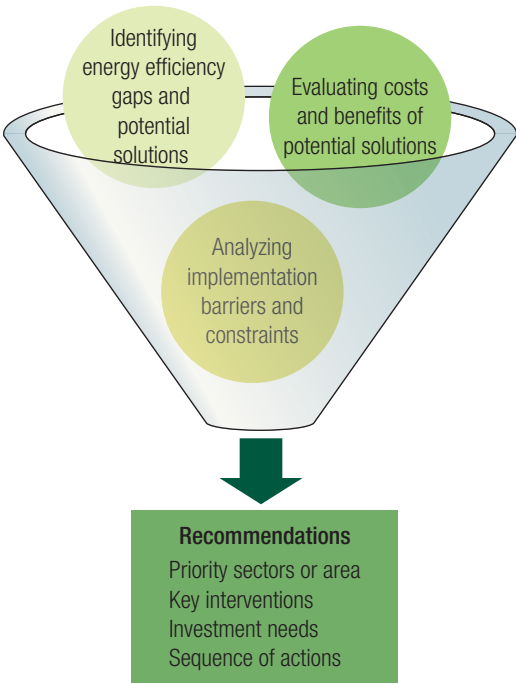 Identifying
energy efficiency
gaps and
potential
solutions
Evaluating costs
and benefits of
potential solutions
Analyzing
implementation
barriers and
constraints
Recommendations
Priority sectors or area
Key interventions
Investment needs
Sequence of actions